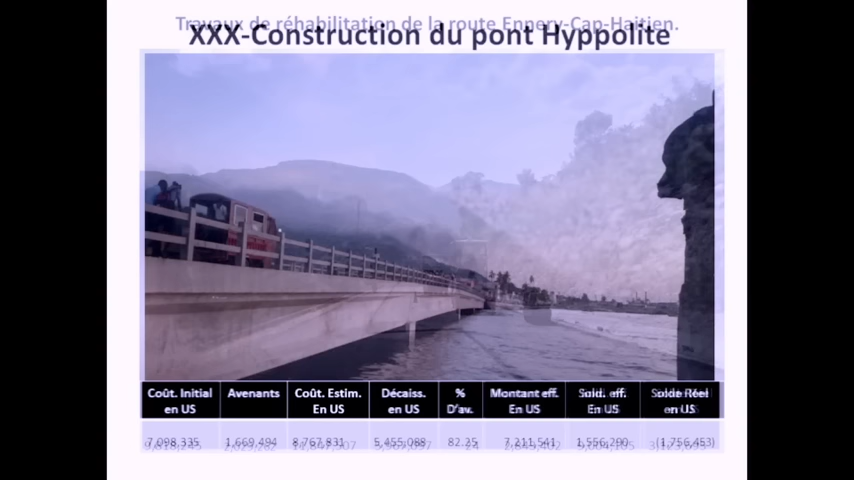 Travaux de réhabilitation de la route Ennery-Cap-Haitien.
XXX-Construction du pont Hyppolite
Coût. Initial en US Avenants Coût. Estim. En US Décaiss. en US % D'av. Montant eff. En US Sold. eff. En US Solde Réel en US
7,098,335 1,669,494 8,767,831 5,455,088 82.25 7,211,541 1,556,290 (1,756,453)